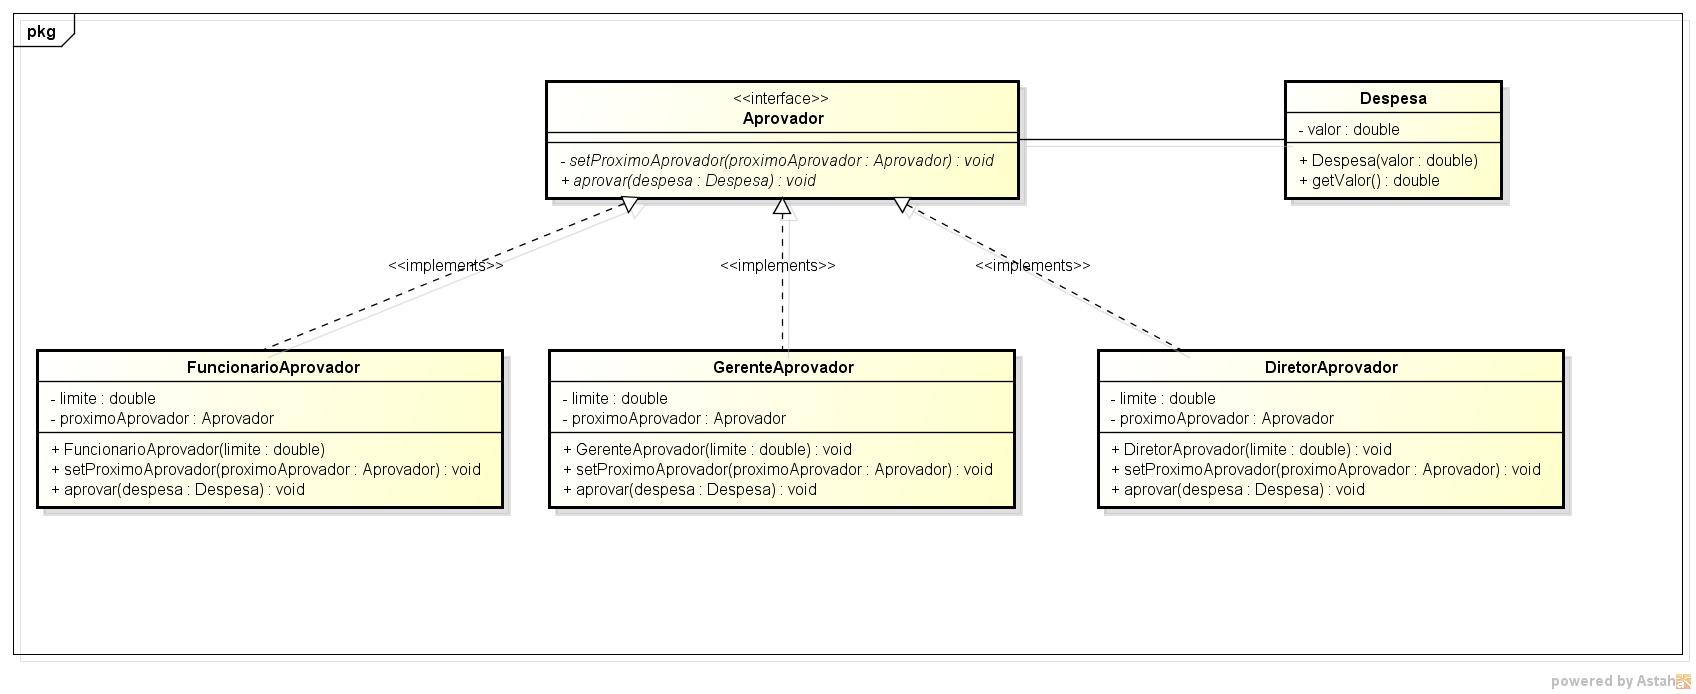 pkg
<<interface>>
Aprovador
- setProximoAprovador(proximoAprovador : Aprovador) : void
+ aprovar(despesa : Despesa) : void
Despesa
- valor : double
+ Despesa(valor : double)
+ getValor() : double
<<implements>>
<<implements>>
<<implements>>
FuncionarioAprovador
- limite : double
- proximoAprovador : Aprovador
+ FuncionarioAprovador(limite : double)
+ setProximoAprovador(proximoAprovador : Aprovador) : void
+ aprovar(despesa : Despesa) : void
GerenteAprovador
- limite : double
- proximoAprovador : Aprovador
+ GerenteAprovador(limite : double) : void
+ setProximoAprovador(proximoAprovador : Aprovador) : void
+ aprovar(despesa : Despesa) : void
DiretorAprovador
- limite : double
- proximoAprovador : Aprovador
+ DiretorAprovador(limite : double) : void
+ setProximoAprovador(proximoAprovador : Aprovador) : void
+ aprovar(despesa : Despesa) : void
powered by Astah